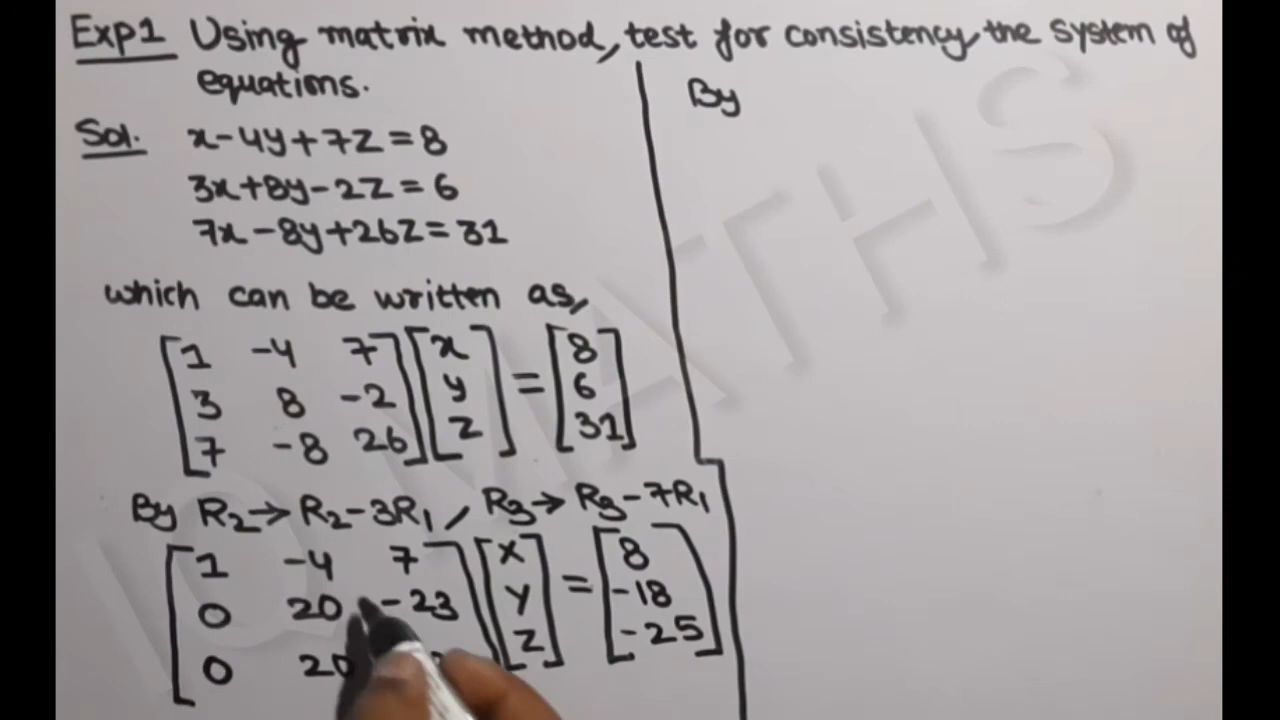 Exp1 Using matrix method, test for consistency, the system of
equations.
Sol. x-4y+7z=8
3x+8y-2z=6
7x-8y+26z=31
which can be written as,
[1 -4 7] [x] = [8]
[3 8 -2] [y] [6]
[7 -8 26] [z] [31]
By R₂→R₂-3R₁, R₃→R₃-7R₁
[1 -4 7] [x] = [8]
[0 20 -23] [y] [-18]
[0 20 [z] [-25]
By
IQ MATHS